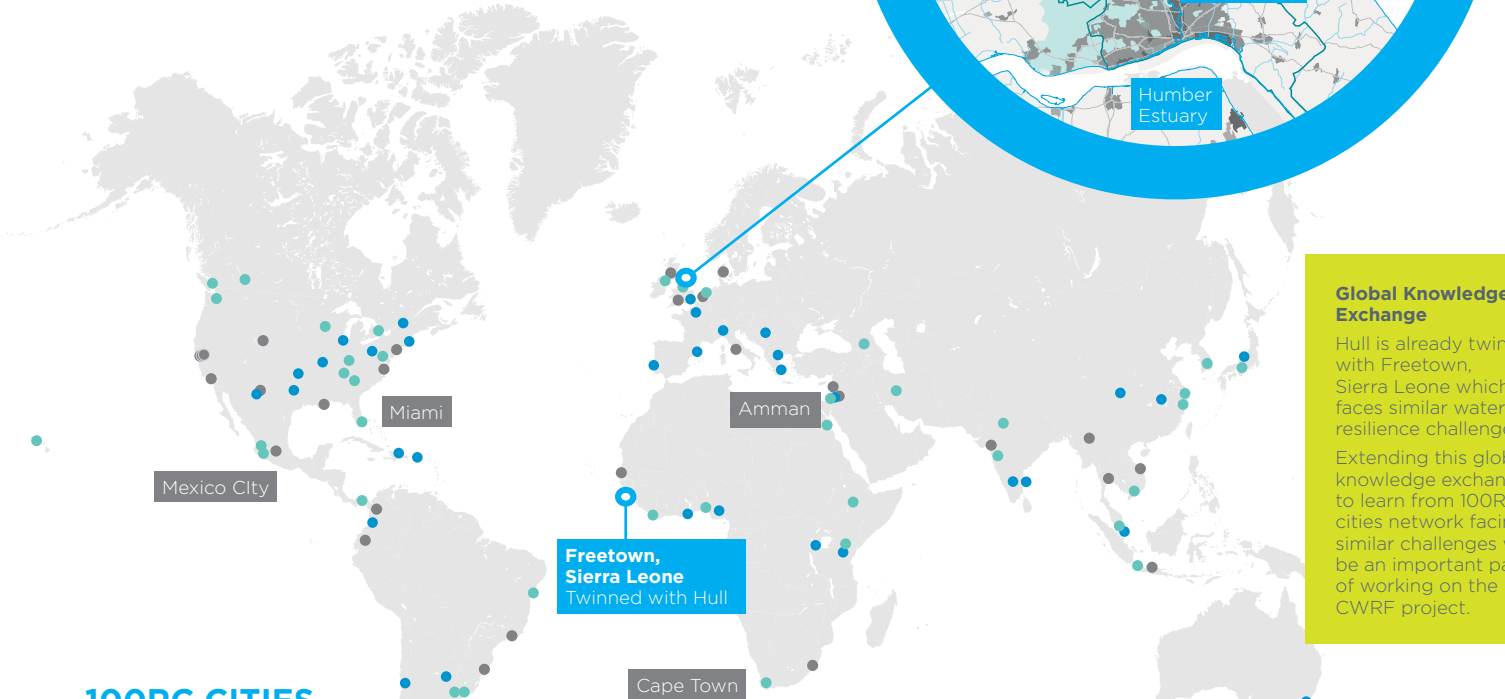 Humber
Estuary
Global Knowledge
Exchange
Hull is already twin
with Freetown,
Sierra Leone which
faces similar water
resilience challenge
Extending this glob
knowledge exchan
to learn from 100R
cities network facin
similar challenges
be an important pa
of working on the
CWRF project.
Miami
Amman
Mexico CIty
Freetown,
Sierra Leone
Twinned with Hull
Cape Town
100RC CITIES